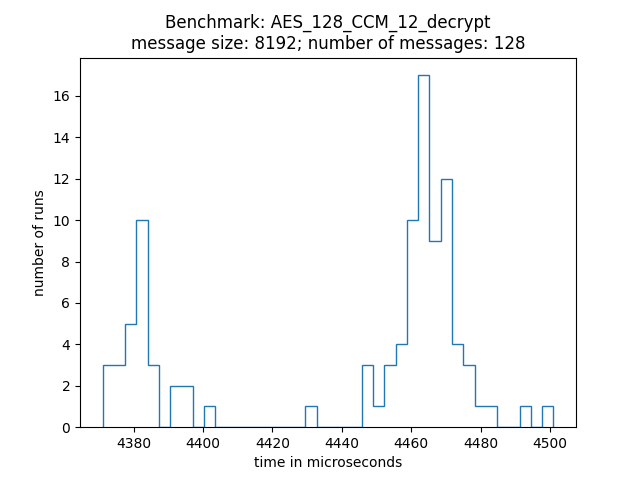 Benchmark: AES_128_CCM_12_decrypt
message size: 8192; number of messages: 128
number of runs
16
14
12
10
8
6
4
2
0
4380 4400 4420 4440 4460 4480 4500
time in microseconds